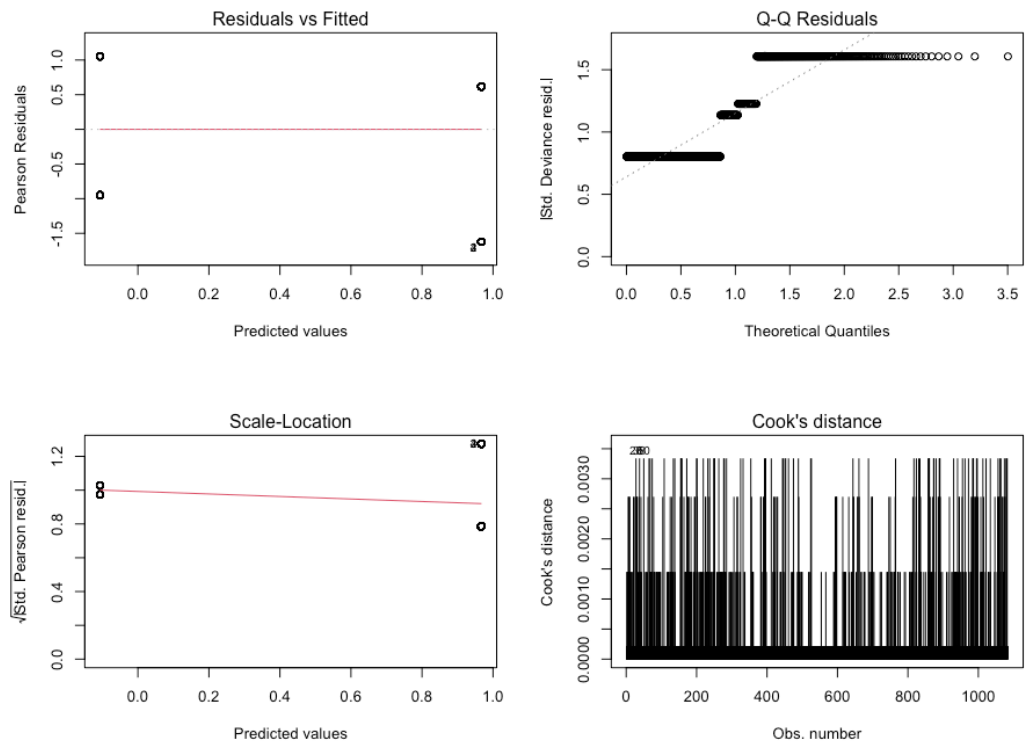 Residuals vs Fitted
Pearson Residuals
1.0
0.5
-0.5
-1.5
0.0 0.2 0.4 0.6 0.8 1.0
Predicted values
Q-Q Residuals
|Std. Deviance resid.|
1.5
1.0
0.5
0.0
0.0 0.5 1.0 1.5 2.0 2.5 3.0 3.5
Theoretical Quantiles
Scale-Location
√|Std. Pearson resid.|
1.2
0.8
0.4
0.0
0.0 0.2 0.4 0.6 0.8 1.0
Predicted values
Cook's distance
Cook's distance
0.0030
0.0020
0.0010
0.0000
0 200 400 600 800 1000
Obs. number